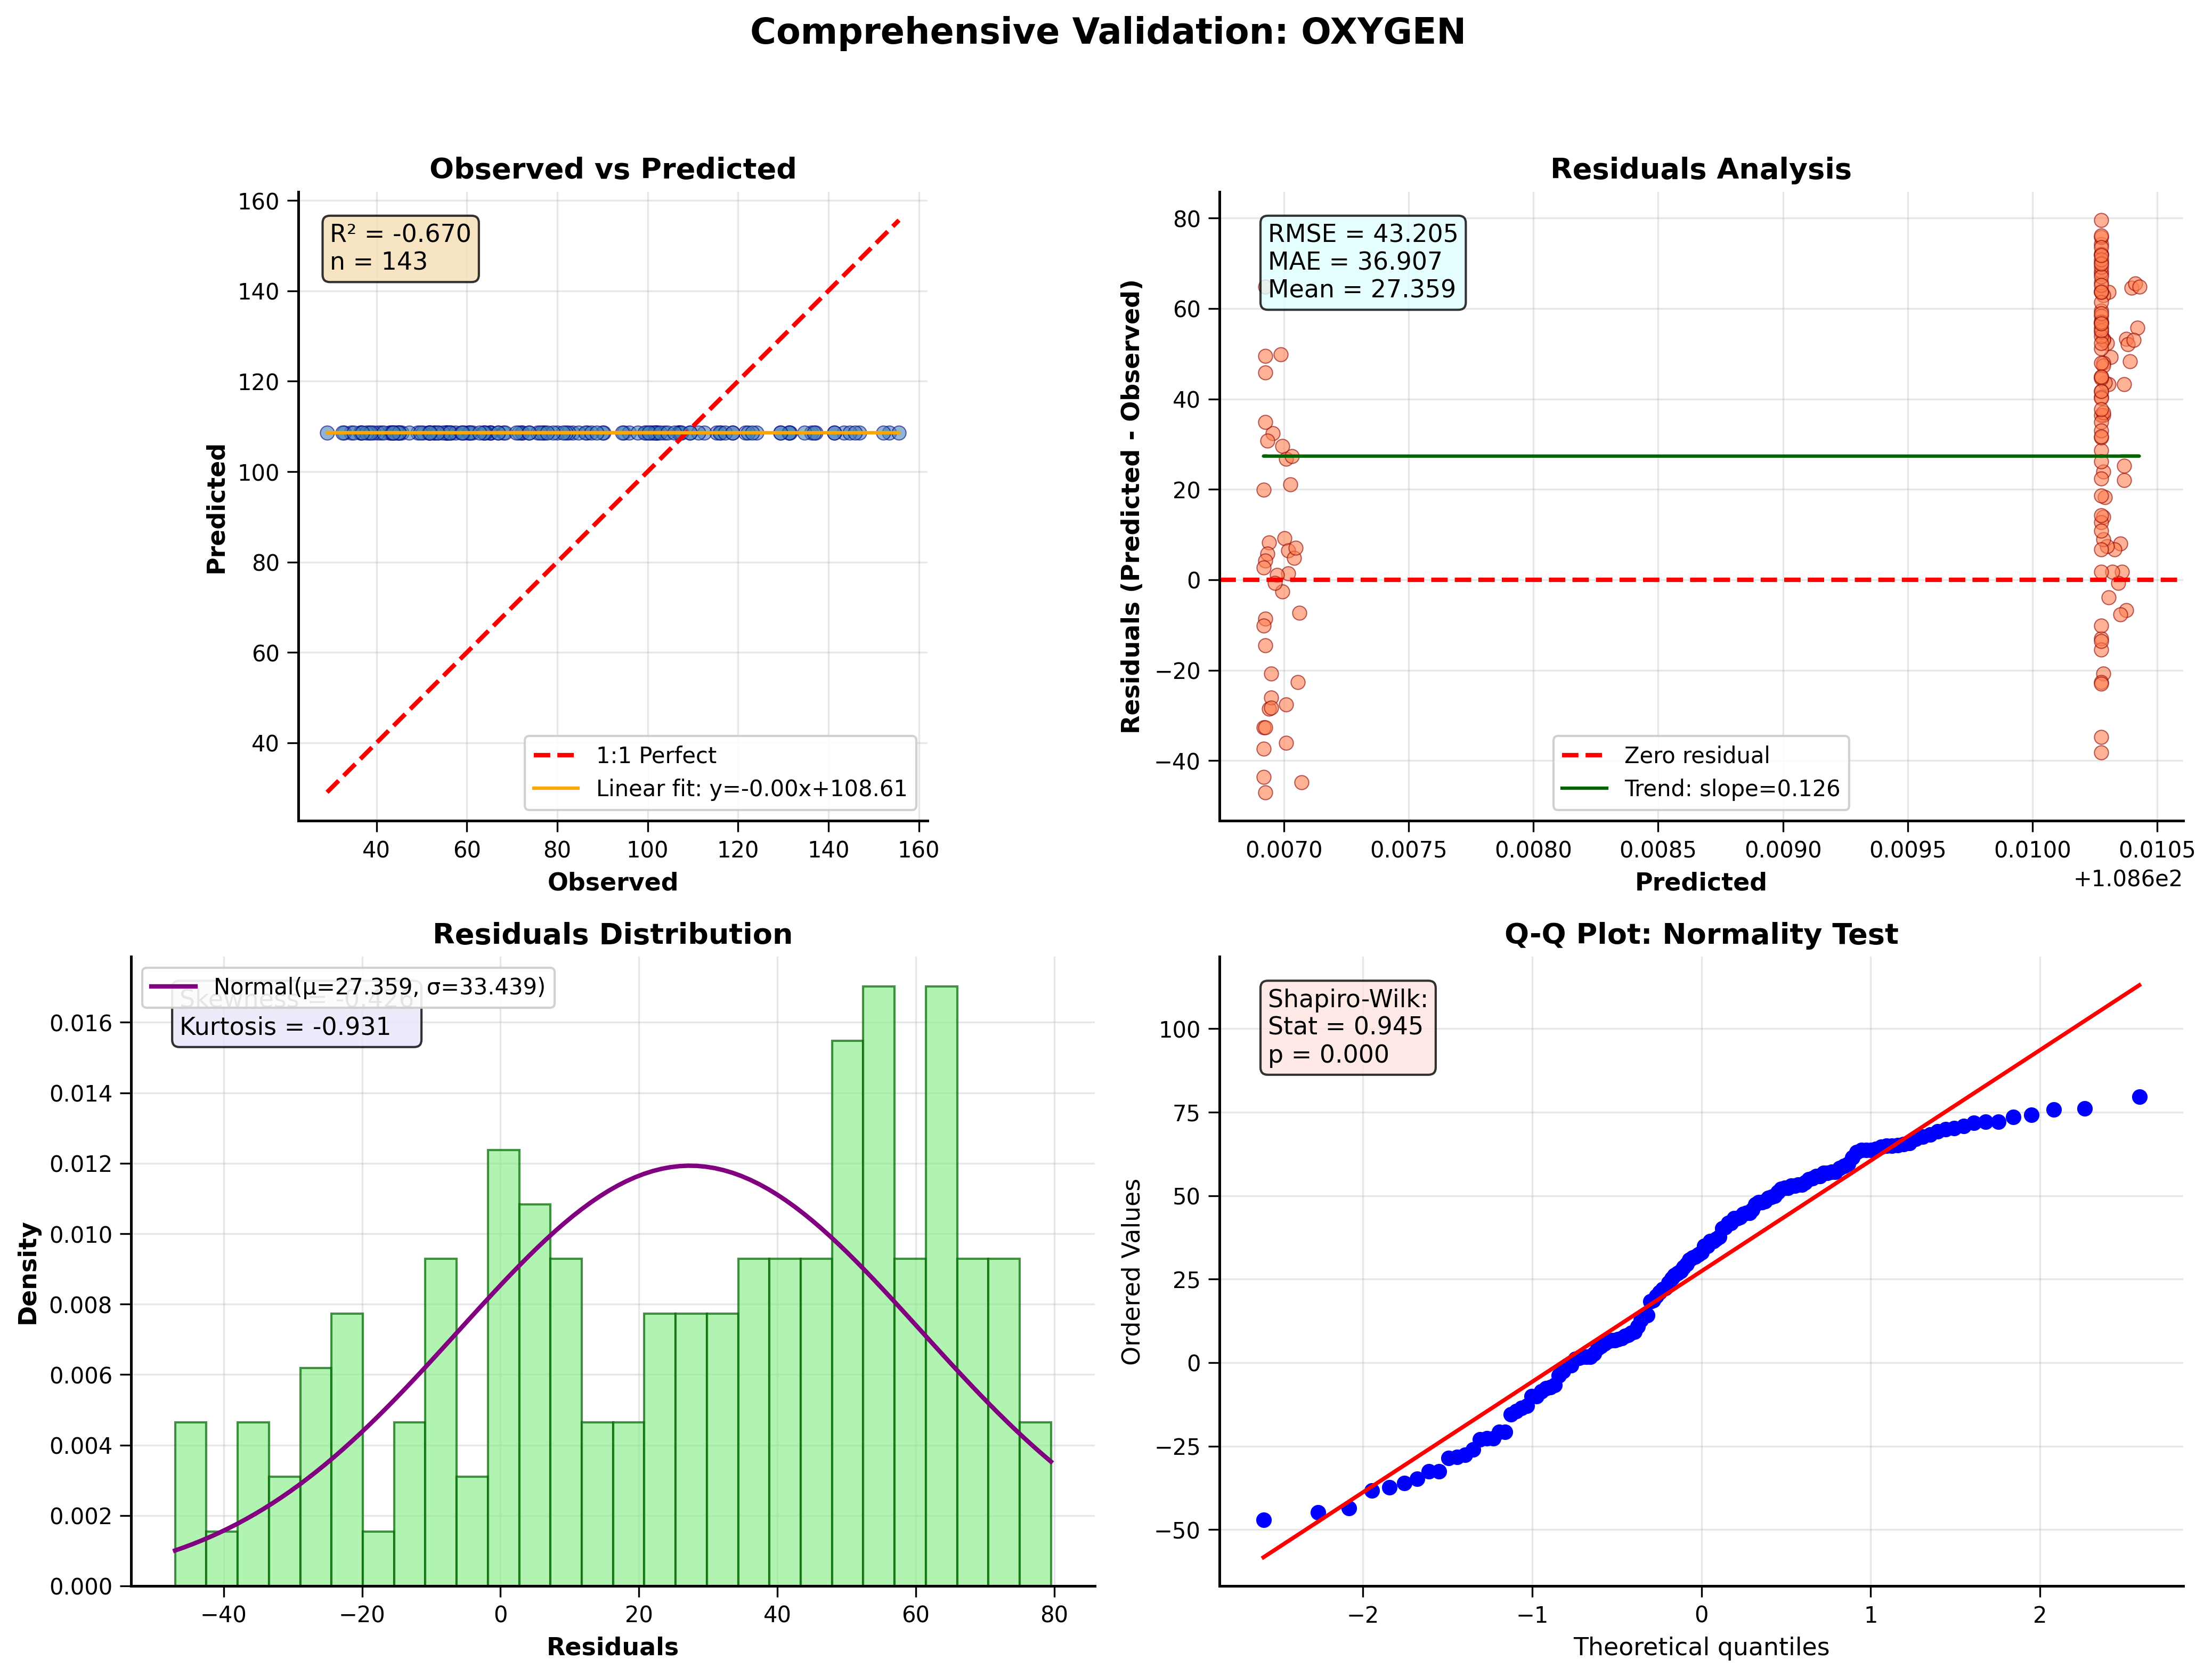 Comprehensive Validation: OXYGEN
Observed vs Predicted
R² = -0.670
n = 143
160
140
120
100
80
60
40
Predicted
1:1 Perfect
Linear fit: y=-0.00x+108.61
40 60 80 100 120 140 160
Observed
Residuals Analysis
RMSE = 43.205
MAE = 36.907
Mean = 27.359
80
60
40
20
0
−20
−40
Residuals (Predicted - Observed)
Zero residual
Trend: slope=0.126
0.0070 0.0075 0.0080 0.0085 0.0090 0.0095 0.0100 0.0105
+1.086e2
Predicted
Residuals Distribution
Normal(μ=27.359, σ=33.439)
Skewness = -0.426
Kurtosis = -0.931
0.016
0.014
0.012
0.010
0.008
0.006
0.004
0.002
0.000
Density
−40 −20 0 20 40 60 80
Residuals
Q-Q Plot: Normality Test
Shapiro-Wilk:
Stat = 0.945
p = 0.000
100
75
50
25
0
−25
−50
Ordered Values
−2 −1 0 1 2
Theoretical quantiles